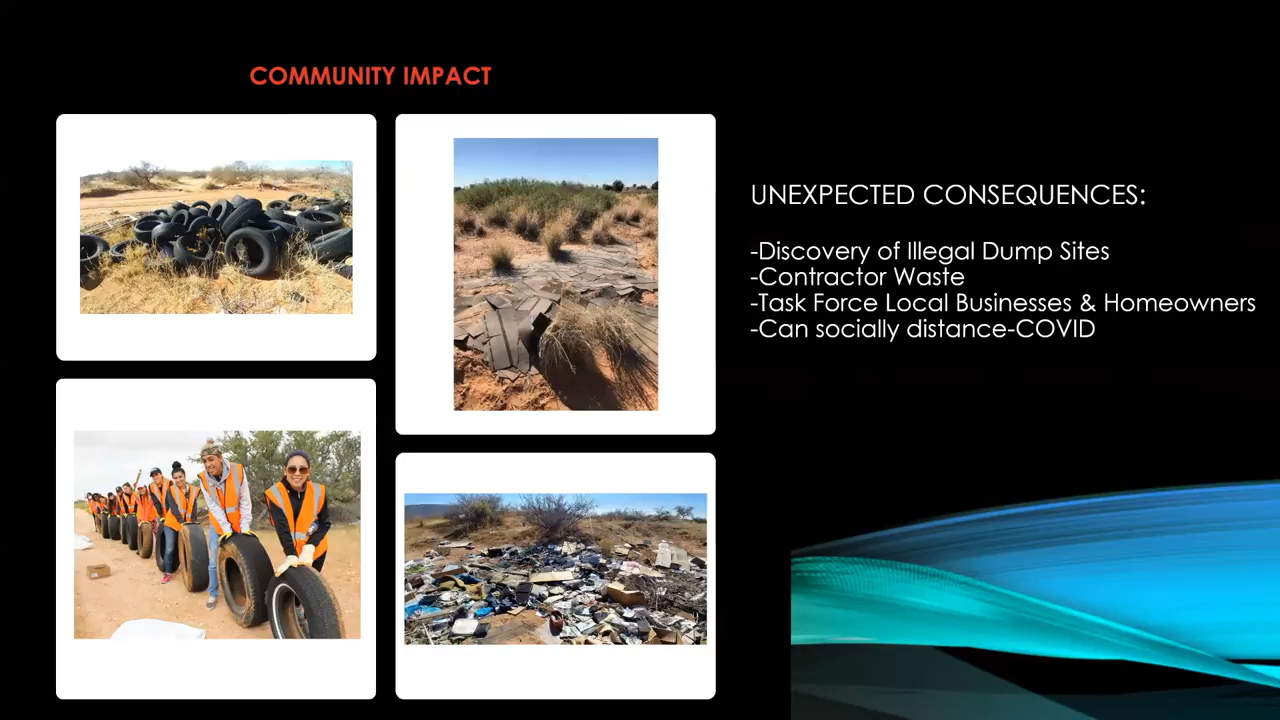 COMMUNITY IMPACT
UNEXPECTED CONSEQUENCES:
-Discovery of Illegal Dump Sites
-Contractor Waste
-Task Force Local Businesses & Homeowners
-Can socially distance-COVID